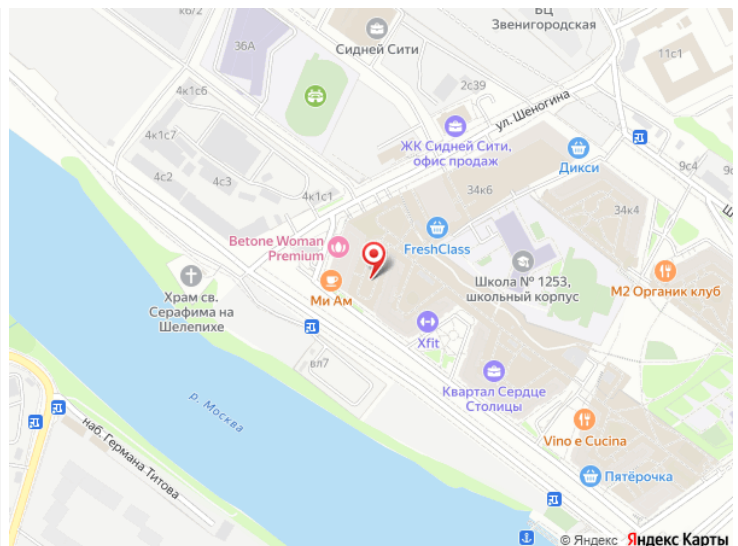 к6/2
БЦ
Звенигородская
36А
Сидней Сити
11с1
2с39
4к1с6
ул. Шеногина
4к1с7
ЖК Сидней Сити,
офис продаж
Дикси
9с4
4с2
4с3
4к1с1
34к6
34к4
Betone Woman
Premium
FreshClass
Школа № 1253,
школьный корпус
М2 Органик клуб
Храм св.
Серафима на
Шелепихе
Ми Ам
Xfit
вл7
Квартал Сердце
Столицы
р. Москва
наб. Германа Титова
Vino e Cucina
Пятёрочка
© Яндекс Яндекс Карты